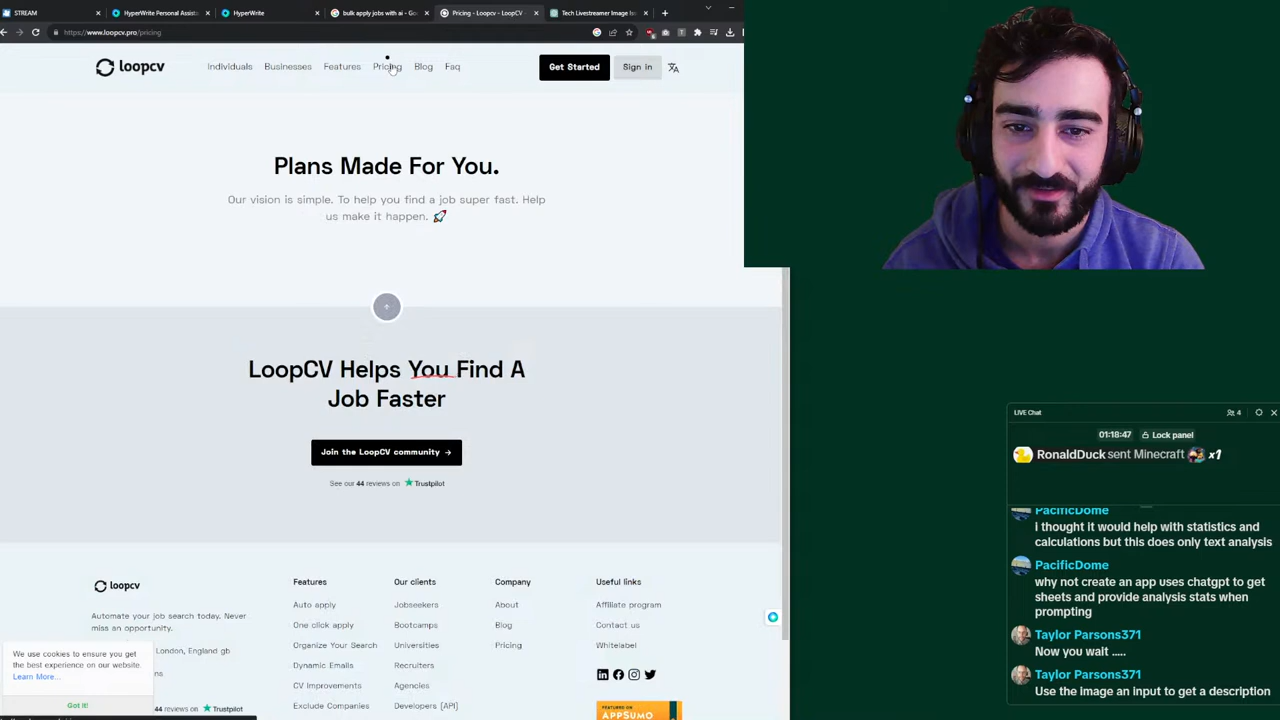 STREAM
HyperWrite Personal Assist
HyperWrite
bulk apply jobs with ai - Goo
Pricing - Loopcv - LoopCV
Tech Livestreamer Image Is
https://www.loopcv.pro/pricing
loopcv
Individuals
Businesses
Features
Pricing
Blog
Faq
Get Started
Sign in
Plans Made For You.
Our vision is simple. To help you find a job super fast. Help
us make it happen. 🚀
LoopCV Helps You Find A
Job Faster
Join the LoopCV community →
See our 44 reviews on ★ Trustpilot
loopcv
Automate your job search today. Never
miss an opportunity.
London, England gb
44 reviews on ★ Trustpilot
Features
Auto apply
One click apply
Organize Your Search
Dynamic Emails
CV Improvements
Exclude Companies
Our clients
Jobseekers
Bootcamps
Universities
Recruiters
Agencies
Developers (API)
Company
About
Blog
Pricing
Useful links
Affiliate program
Contact us
Whitelabel
FEATURED ON
APPSUMO
We use cookies to ensure you get
the best experience on our website.
Learn More...
Got it!
LIVE Chat
4
01:18:47
Lock panel
RonaldDuck sent Minecraft x1
PacificDome
i thought it would help with statistics and
calculations but this does only text analysis
PacificDome
why not create an app uses chatgpt to get
sheets and provide analysis stats when
prompting
Taylor Parsons371
Now you wait .....
Taylor Parsons371
Use the image an input to get a description